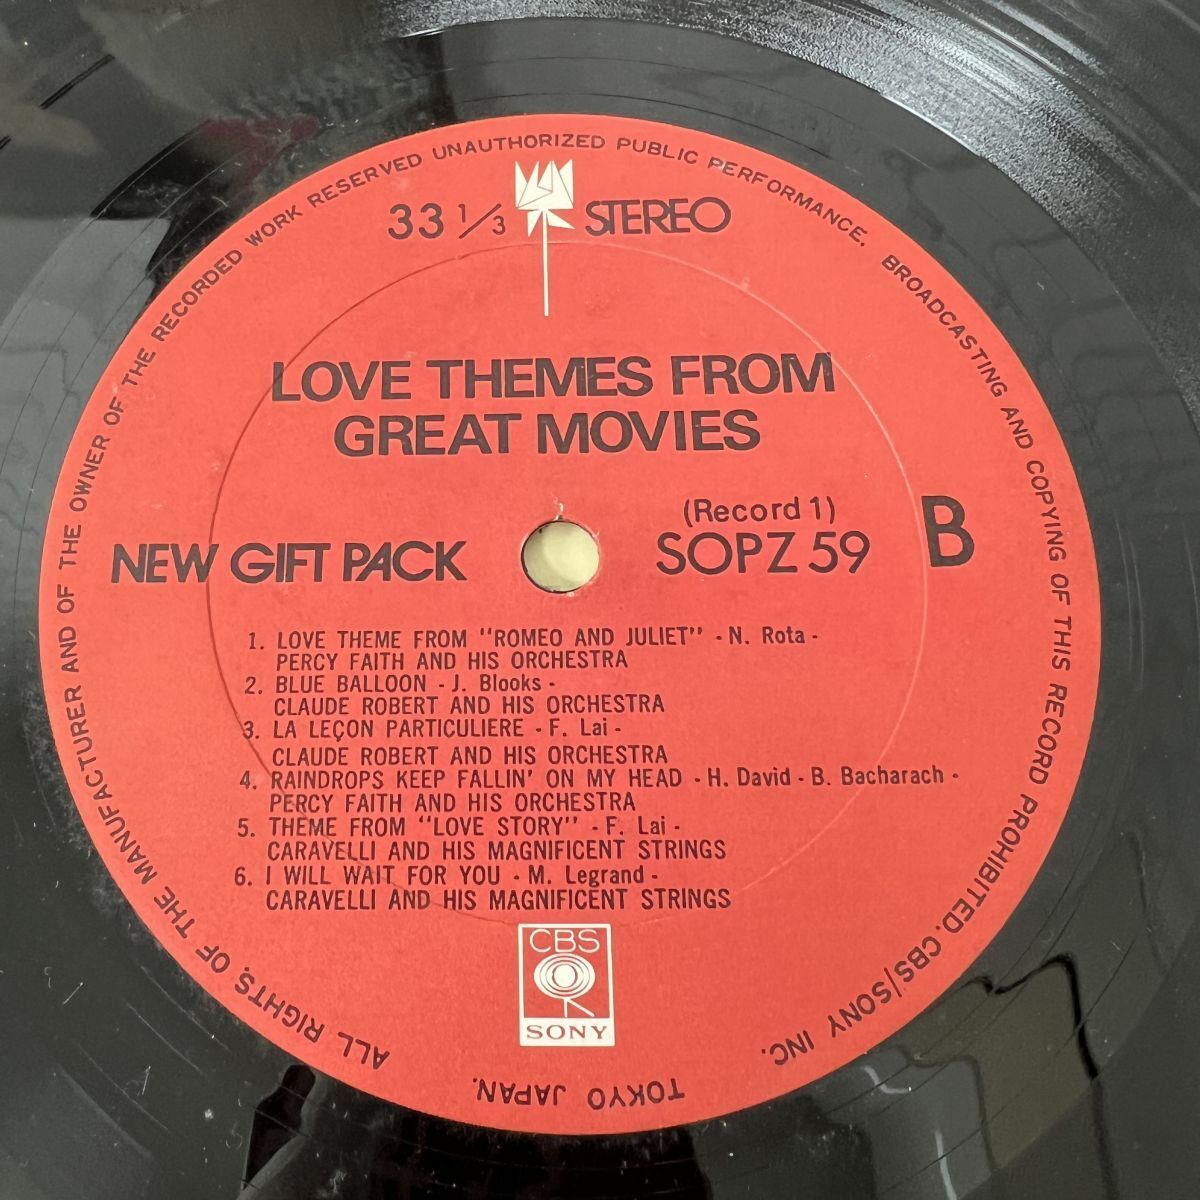 ALL RIGHTS OF THE MANUFACTURER AND OF THE OWNER OF THE RECORDED WORK RESERVED UNAUTHORIZED PUBLIC PERFORMANCE. BROADCASTING AND COPYING OF THIS RECORD PROHIBITED. CBS/SONY INC.
TOKYO JAPAN.
33 1/3 STEREO
LOVE THEMES FROM
GREAT MOVIES
NEW GIFT PACK
(Record 1)
SOPZ 59
B
1. LOVE THEME FROM "ROMEO AND JULIET" - N. Rota -
PERCY FAITH AND HIS ORCHESTRA
2. BLUE BALLOON - J. Blooks -
CLAUDE ROBERT AND HIS ORCHESTRA
3. LA LEÇON PARTICULIERE - F. Lai -
CLAUDE ROBERT AND HIS ORCHESTRA
4. RAINDROPS KEEP FALLIN' ON MY HEAD - H. David - B. Bacharach -
PERCY FAITH AND HIS ORCHESTRA
5. THEME FROM "LOVE STORY" - F. Lai -
CARAVELLI AND HIS MAGNIFICENT STRINGS
6. I WILL WAIT FOR YOU - M. Legrand -
CARAVELLI AND HIS MAGNIFICENT STRINGS
CBS
SONY